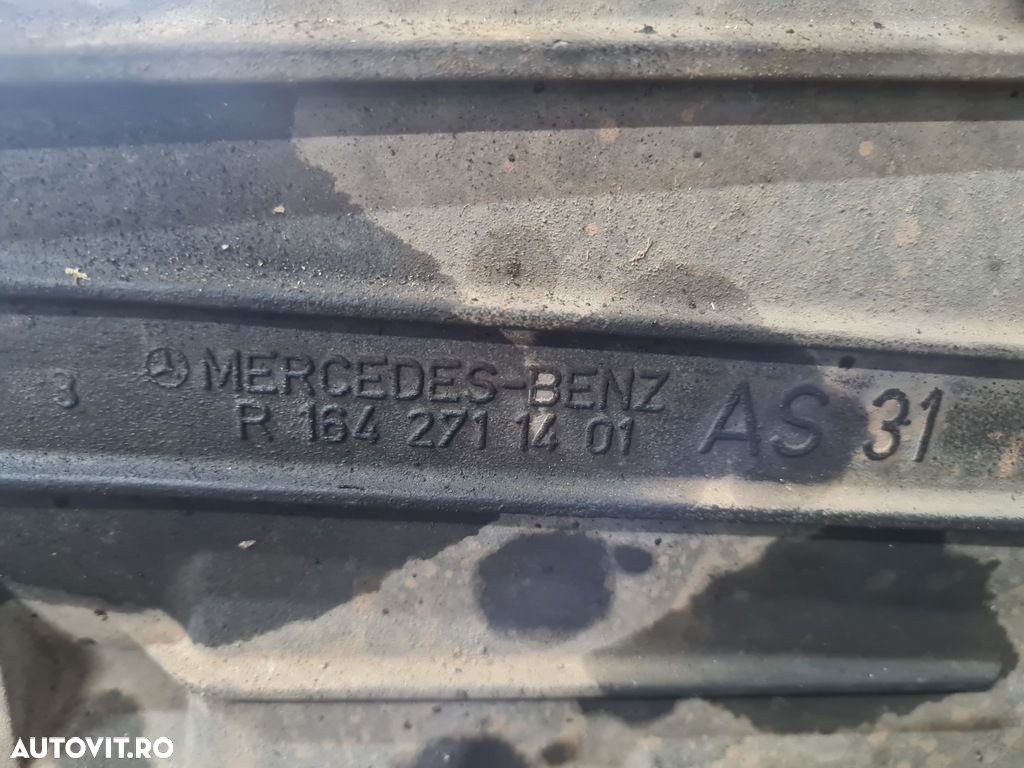 3
MERCEDES-BENZ
R 164 271 14 01
AS 31
AUTOVIT.RO